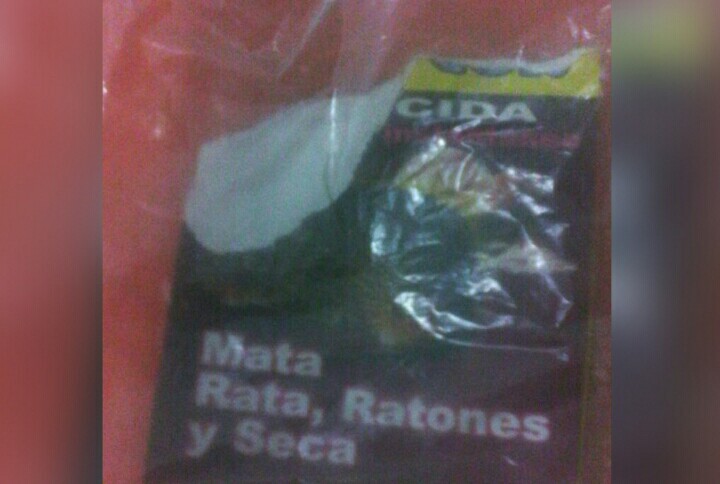 CIDA
Mata
Rata, Ratones
y Seca